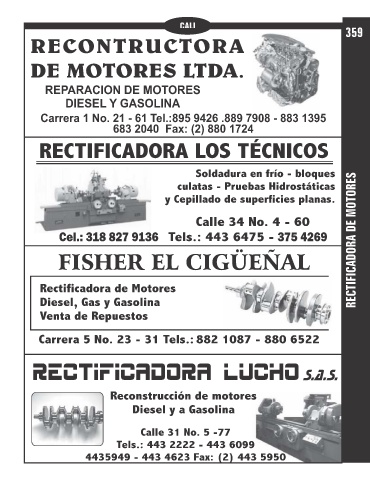 CALI
359
RECONTRUCTORA
DE MOTORES LTDA.
REPARACION DE MOTORES
DIESEL Y GASOLINA
Carrera 1 No. 21 - 61 Tel.:895 9426 .889 7908 - 883 1395
683 2040 Fax: (2) 880 1724
RECTIFICADORA LOS TÉCNICOS
Soldadura en frío - bloques
culatas - Pruebas Hidrostáticas
y Cepillado de superficies planas.
Calle 34 No. 4 - 60
Cel.: 318 827 9136 Tels.: 443 6475 - 375 4269
FISHER EL CIGÜEÑAL
Rectificadora de Motores
Diesel, Gas y Gasolina
Venta de Repuestos
Carrera 5 No. 23 - 31 Tels.: 882 1087 - 880 6522
RECTIFICADORA LUCHO s.a.s.
Reconstrucción de motores
Diesel y a Gasolina
Calle 31 No. 5 -77
Tels.: 443 2222 - 443 6099
4435949 - 443 4623 Fax: (2) 443 5950
RECTIFICADORA DE MOTORES